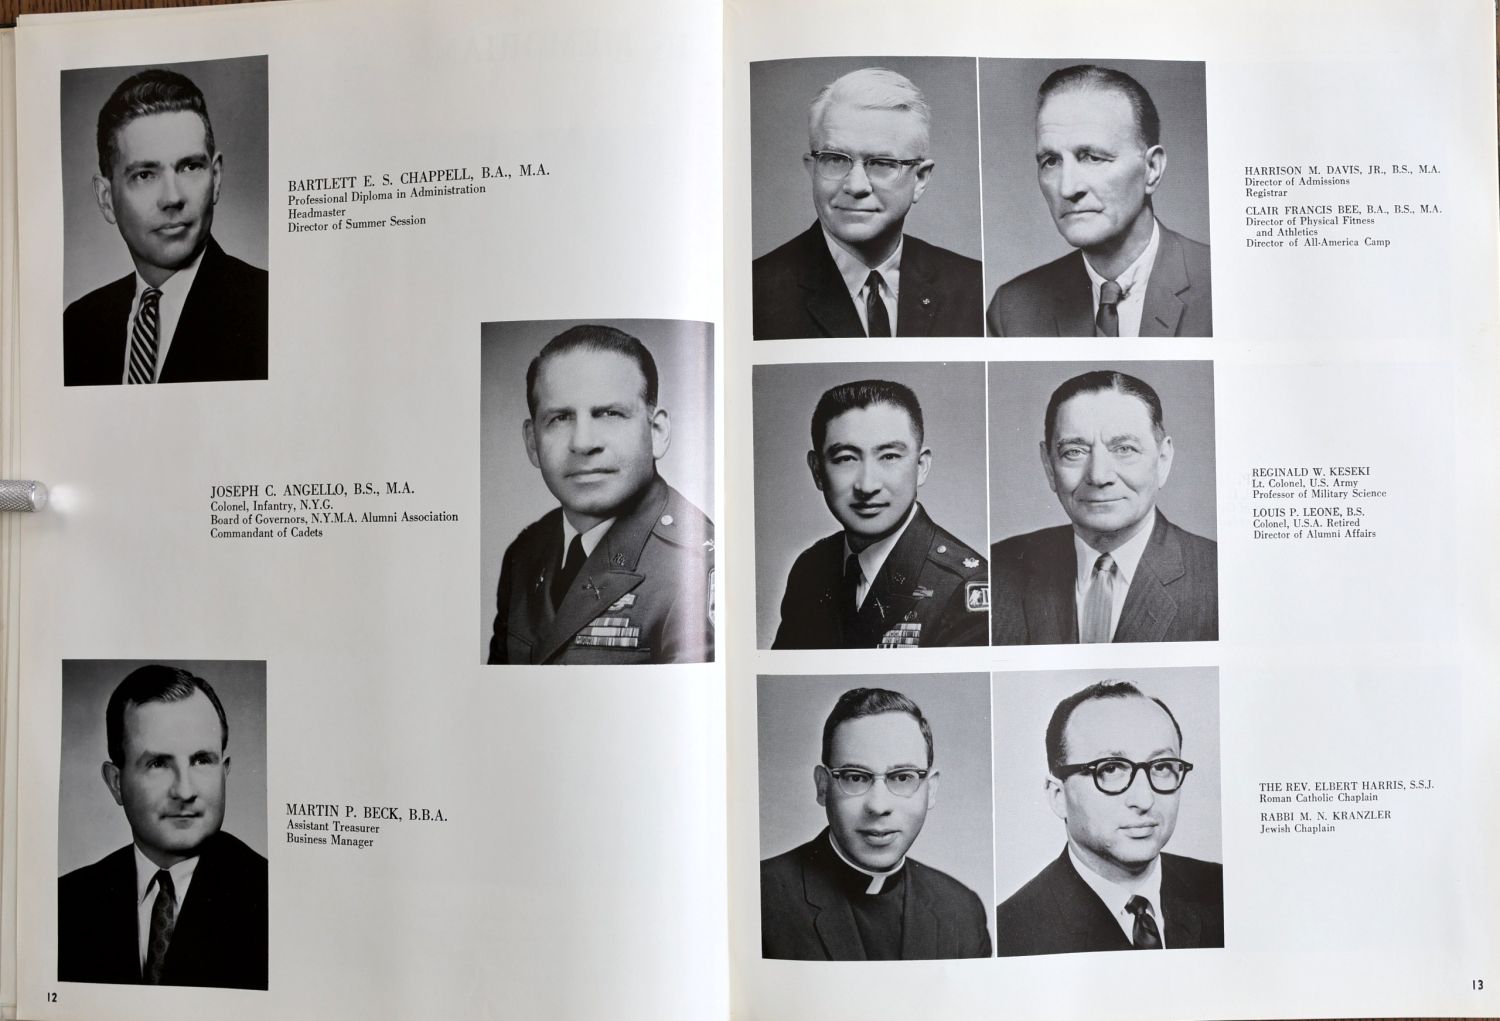 BARTLETT E. S. CHAPPELL, B.A., M.A.
Professional Diploma in Administration
Headmaster
Director of Summer Session
JOSEPH C. ANGELLO, B.S., M.A.
Colonel, Infantry, N.Y.G.
Board of Governors, N.Y.M.A. Alumni Association
Commandant of Cadets
MARTIN P. BECK, B.B.A.
Assistant Treasurer
Business Manager
12
HARRISON M. DAVIS, JR., B.S., M.A.
Director of Admissions
Registrar
CLAIR FRANCIS BEE, B.A., B.S., M.A.
Director of Physical Fitness
and Athletics
Director of All-America Camp
REGINALD W. KESEKI
Lt. Colonel, U.S. Army
Professor of Military Science
LOUIS P. LEONE, B.S.
Colonel, U.S.A. Retired
Director of Alumni Affairs
THE REV. ELBERT HARRIS, S.S.J.
Roman Catholic Chaplain
RABBI M. N. KRANZLER
Jewish Chaplain
13